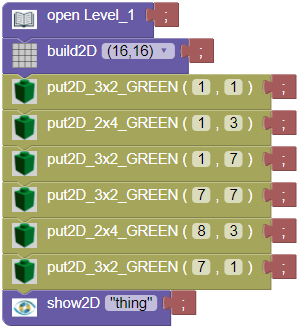 open Level_1 ;
build2D (16,16) ;
put2D_3x2_GREEN ( 1 , 1 ) ;
put2D_2x4_GREEN ( 1 , 3 ) ;
put2D_3x2_GREEN ( 1 , 7 ) ;
put2D_3x2_GREEN ( 7 , 7 ) ;
put2D_2x4_GREEN ( 8 , 3 ) ;
put2D_3x2_GREEN ( 7 , 1 ) ;
show2D "thing" ;